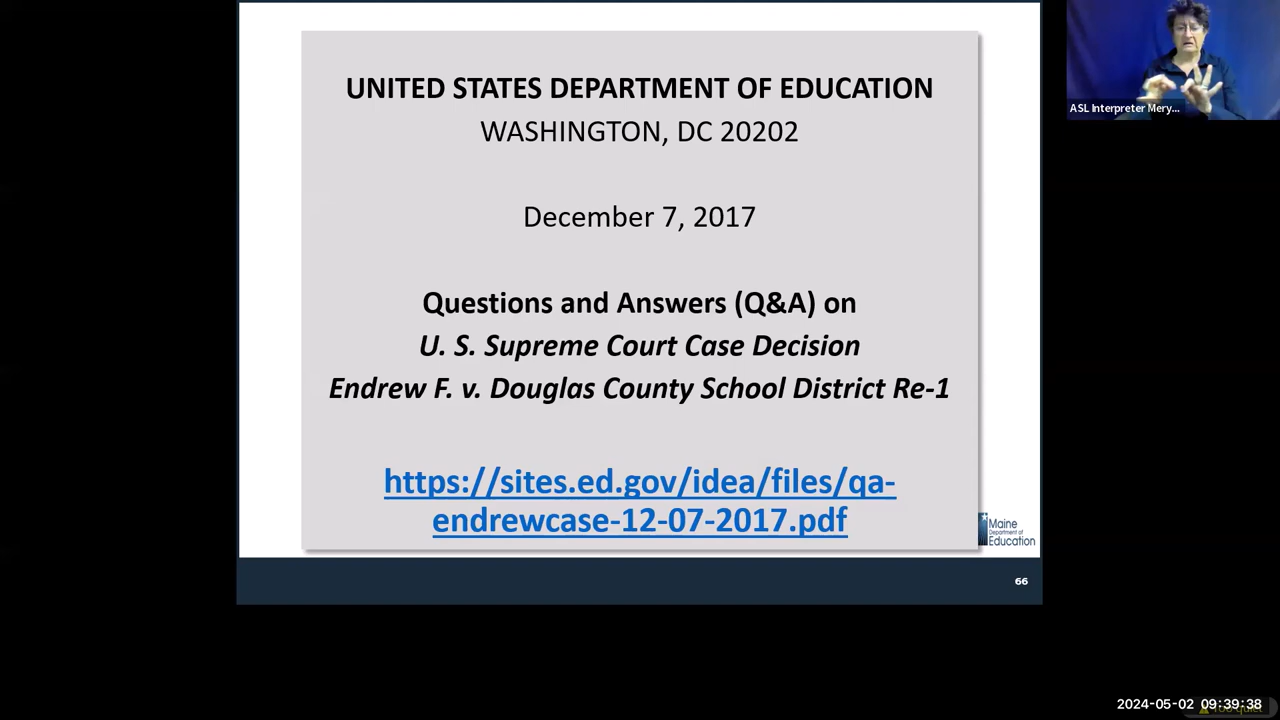 UNITED STATES DEPARTMENT OF EDUCATION
WASHINGTON, DC 20202
December 7, 2017
Questions and Answers (Q&A) on
U. S. Supreme Court Case Decision
Endrew F. v. Douglas County School District Re-1
https://sites.ed.gov/idea/files/qa-
endrewcase-12-07-2017.pdf
Maine
Department of
Education
66
ASL Interpreter Mery...
2024-05-02 09:39:38